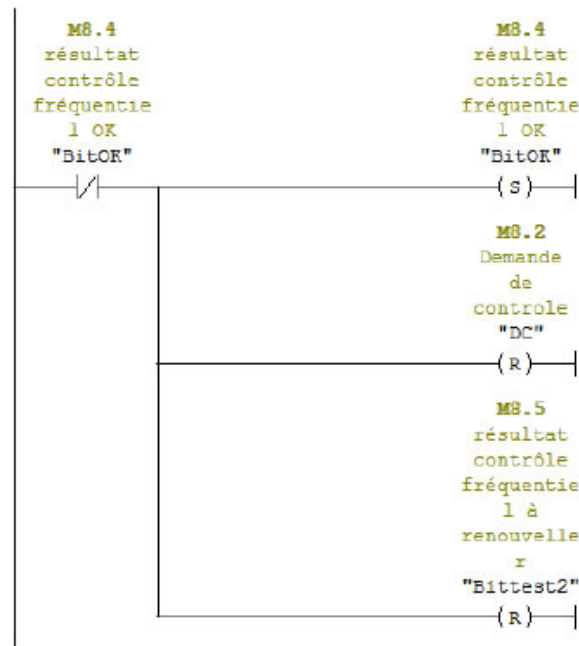 M8.4
résultat
contrôle
fréquentie
l OK
"BitOK"
M8.4
résultat
contrôle
fréquentie
l OK
"BitOK"
S
M8.2
Demande
de
controle
"DC"
R
M8.5
résultat
contrôle
fréquentie
l à
renouvelle
r
"Bittest2"
R